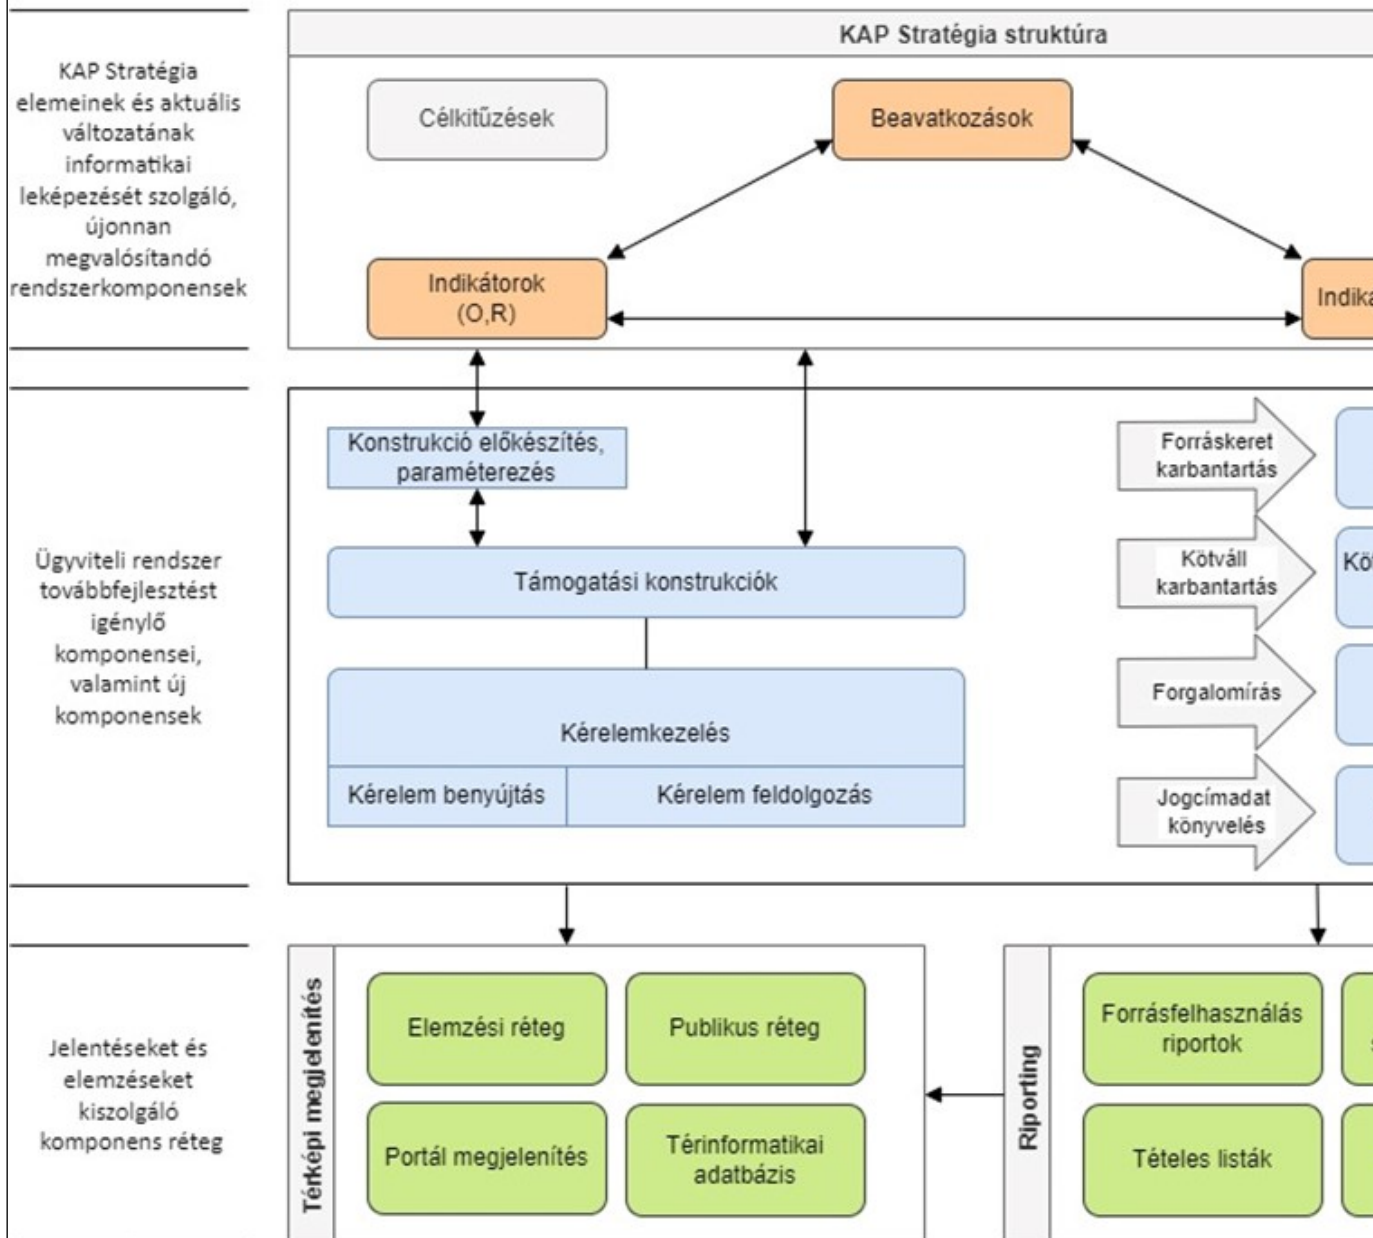 KAP Stratégia
elemeinek és aktuális
változatának
informatikai
leképezését szolgáló,
újonnan
megvalósítandó
rendszerkomponensek
KAP Stratégia struktúra
Célkitűzések
Beavatkozások
Indikátorok
(O,R)
Ügyviteli rendszer
továbbfejlesztést
igénylő
komponensei,
valamint új
komponensek
Konstrukció előkészítés,
paraméterezés
Támogatási konstrukciók
Kérelemkezelés
Kérelem benyújtás
Kérelem feldolgozás
Forráskeret
karbantartás
Kötváll
karbantartás
Forgalomírás
Jogcímadat
könyvelés
Jelentéseket és
elemzéseket
kiszolgáló
komponens réteg
Térképi megjelenítés
Elemzési réteg
Publikus réteg
Portál megjelenítés
Térinformatikai
adatbázis
Riporting
Forrásfelhasználás
riportok
Tételes listák